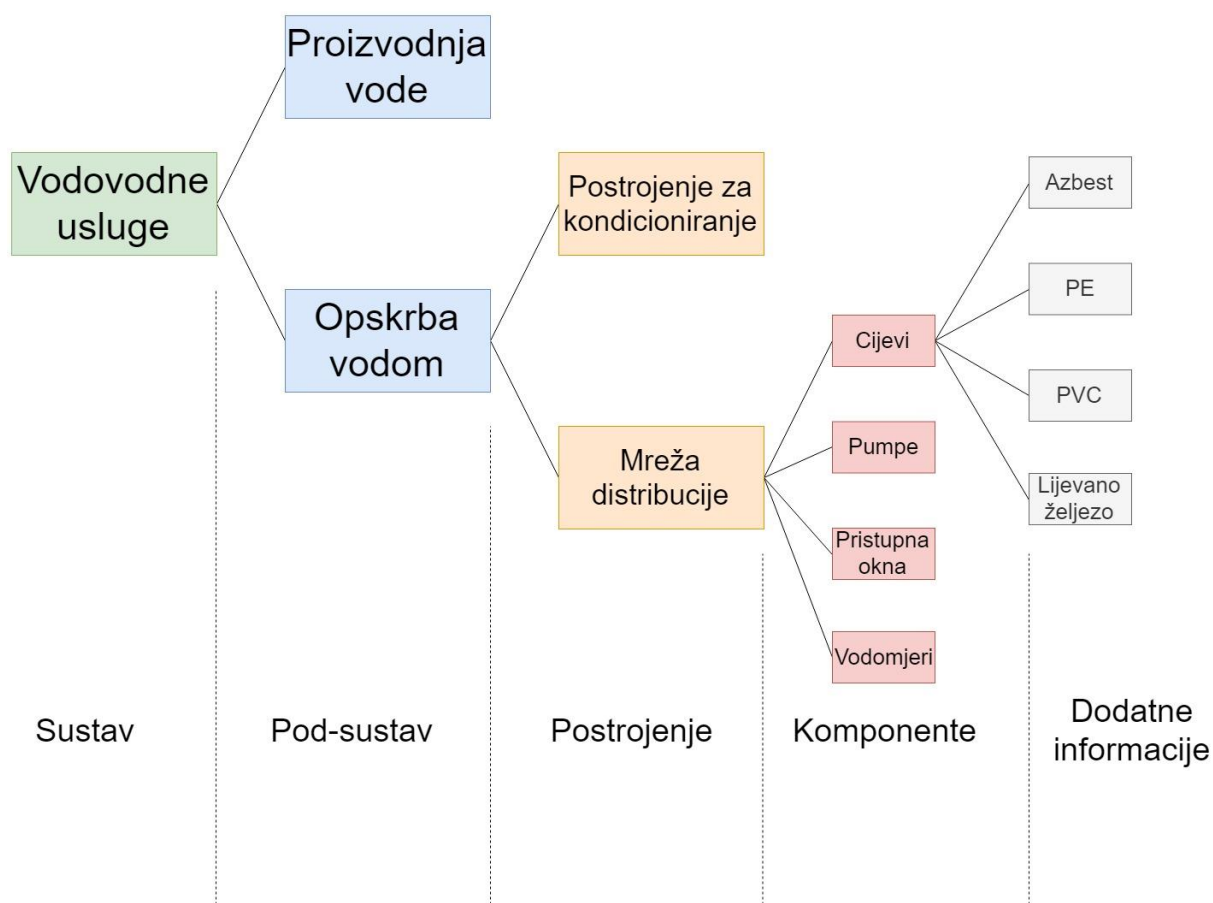 Proizvodnja
vode
Vodovodne
usluge
Opskrba
vodom
Postrojenje za
kondicioniranje
Mreža
distribucije
Cijevi
Pumpe
Pristupna
okna
Vodomjeri
Azbest
PE
PVC
Lijevano
željezo
Sustav
Pod-sustav
Postrojenje
Komponente
Dodatne
informacije